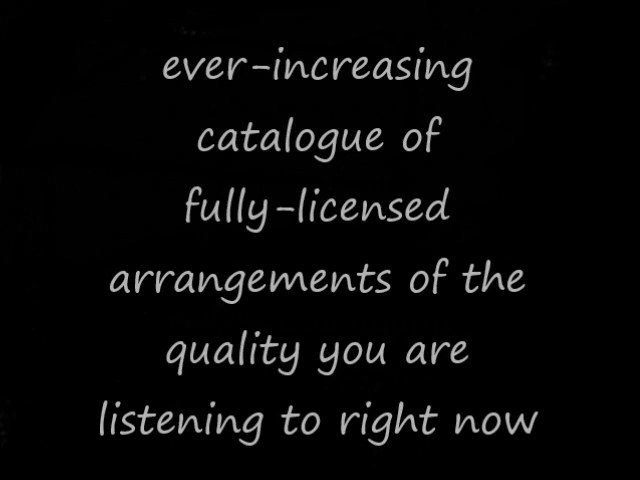 ever-increasing
catalogue of
fully-licensed
arrangements of the
quality you are
listening to right now